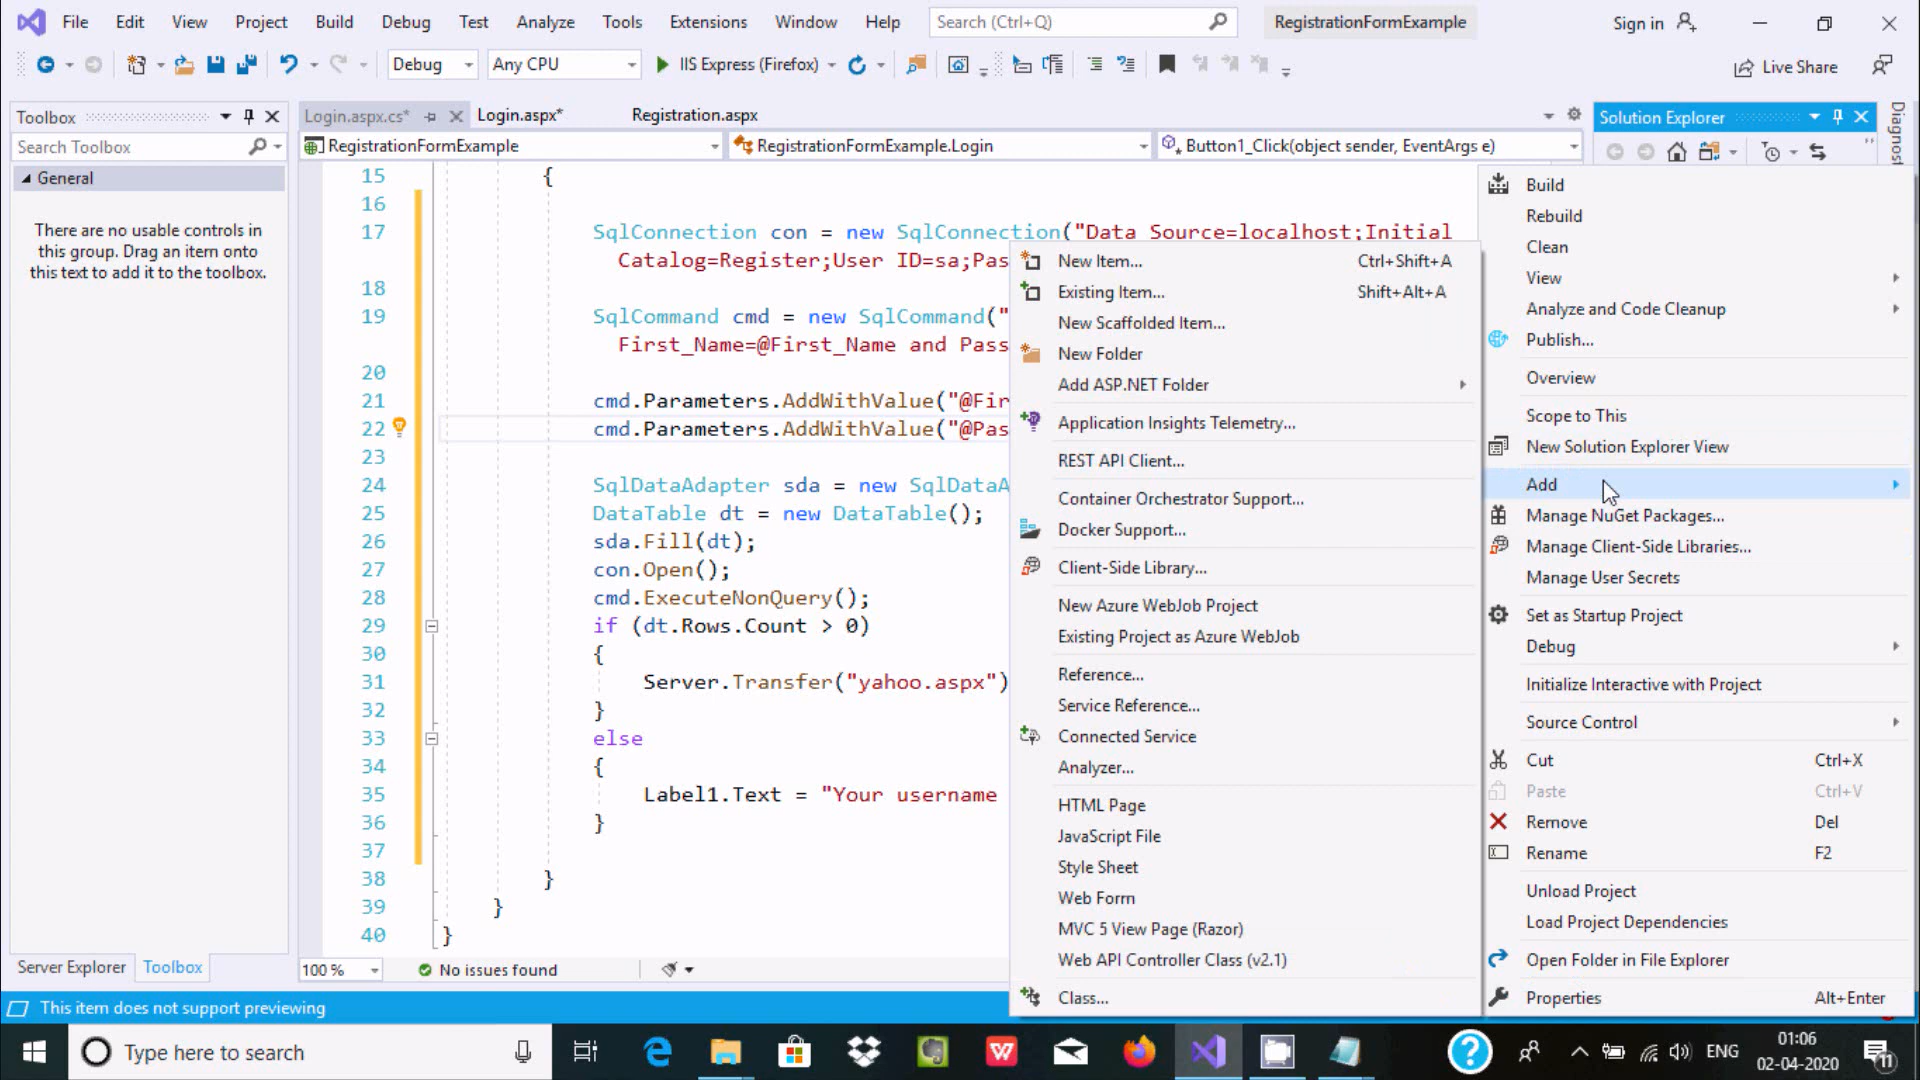 File Edit View Project Build Debug Test Analyze Tools Extensions Window Help Search (Ctrl+Q) RegistrationFormExample Sign in
Debug Any CPU IIS Express (Firefox) Live Share
Toolbox
Search Toolbox
General
There are no usable controls in
this group. Drag an item onto
this text to add it to the toolbox.
Server Explorer Toolbox
Login.aspx.cs* Login.aspx* Registration.aspx
RegistrationFormExample RegistrationFormExample.Login Button1_Click(object sender, EventArgs e)
15 {
16
17 SqlConnection con = new SqlConnection("Data Source=localhost;Initial
Catalog=Register;User ID=sa;Pas
18
19 SqlCommand cmd = new SqlCommand("
First_Name=@First_Name and Pass
20
21 cmd.Parameters.AddWithValue("@Fir
22 cmd.Parameters.AddWithValue("@Pas
23
24 SqlDataAdapter sda = new SqlDataA
25 DataTable dt = new DataTable();
26 sda.Fill(dt);
27 con.Open();
28 cmd.ExecuteNonQuery();
29 if (dt.Rows.Count > 0)
30 {
31 Server.Transfer("yahoo.aspx")
32 }
33 else
34 {
35 Label1.Text = "Your username
36 }
37
38 }
39 }
40 }
100 % No issues found
New Item... Ctrl+Shift+A
Existing Item... Shift+Alt+A
New Scaffolded Item...
New Folder
Add ASP.NET Folder
Application Insights Telemetry...
REST API Client...
Container Orchestrator Support...
Docker Support...
Client-Side Library...
New Azure WebJob Project
Existing Project as Azure WebJob
Reference...
Service Reference...
Connected Service
Analyzer...
HTML Page
JavaScript File
Style Sheet
Web Form
MVC 5 View Page (Razor)
Web API Controller Class (v2.1)
Class...
Solution Explorer
Diagnost
Build
Rebuild
Clean
View
Analyze and Code Cleanup
Publish...
Overview
Scope to This
New Solution Explorer View
Add
Manage NuGet Packages...
Manage Client-Side Libraries...
Manage User Secrets
Set as Startup Project
Debug
Initialize Interactive with Project
Source Control
Cut Ctrl+X
Paste Ctrl+V
Remove Del
Rename F2
Unload Project
Load Project Dependencies
Open Folder in File Explorer
Properties Alt+Enter
This item does not support previewing
Type here to search ENG 01:06
02-04-2020 11